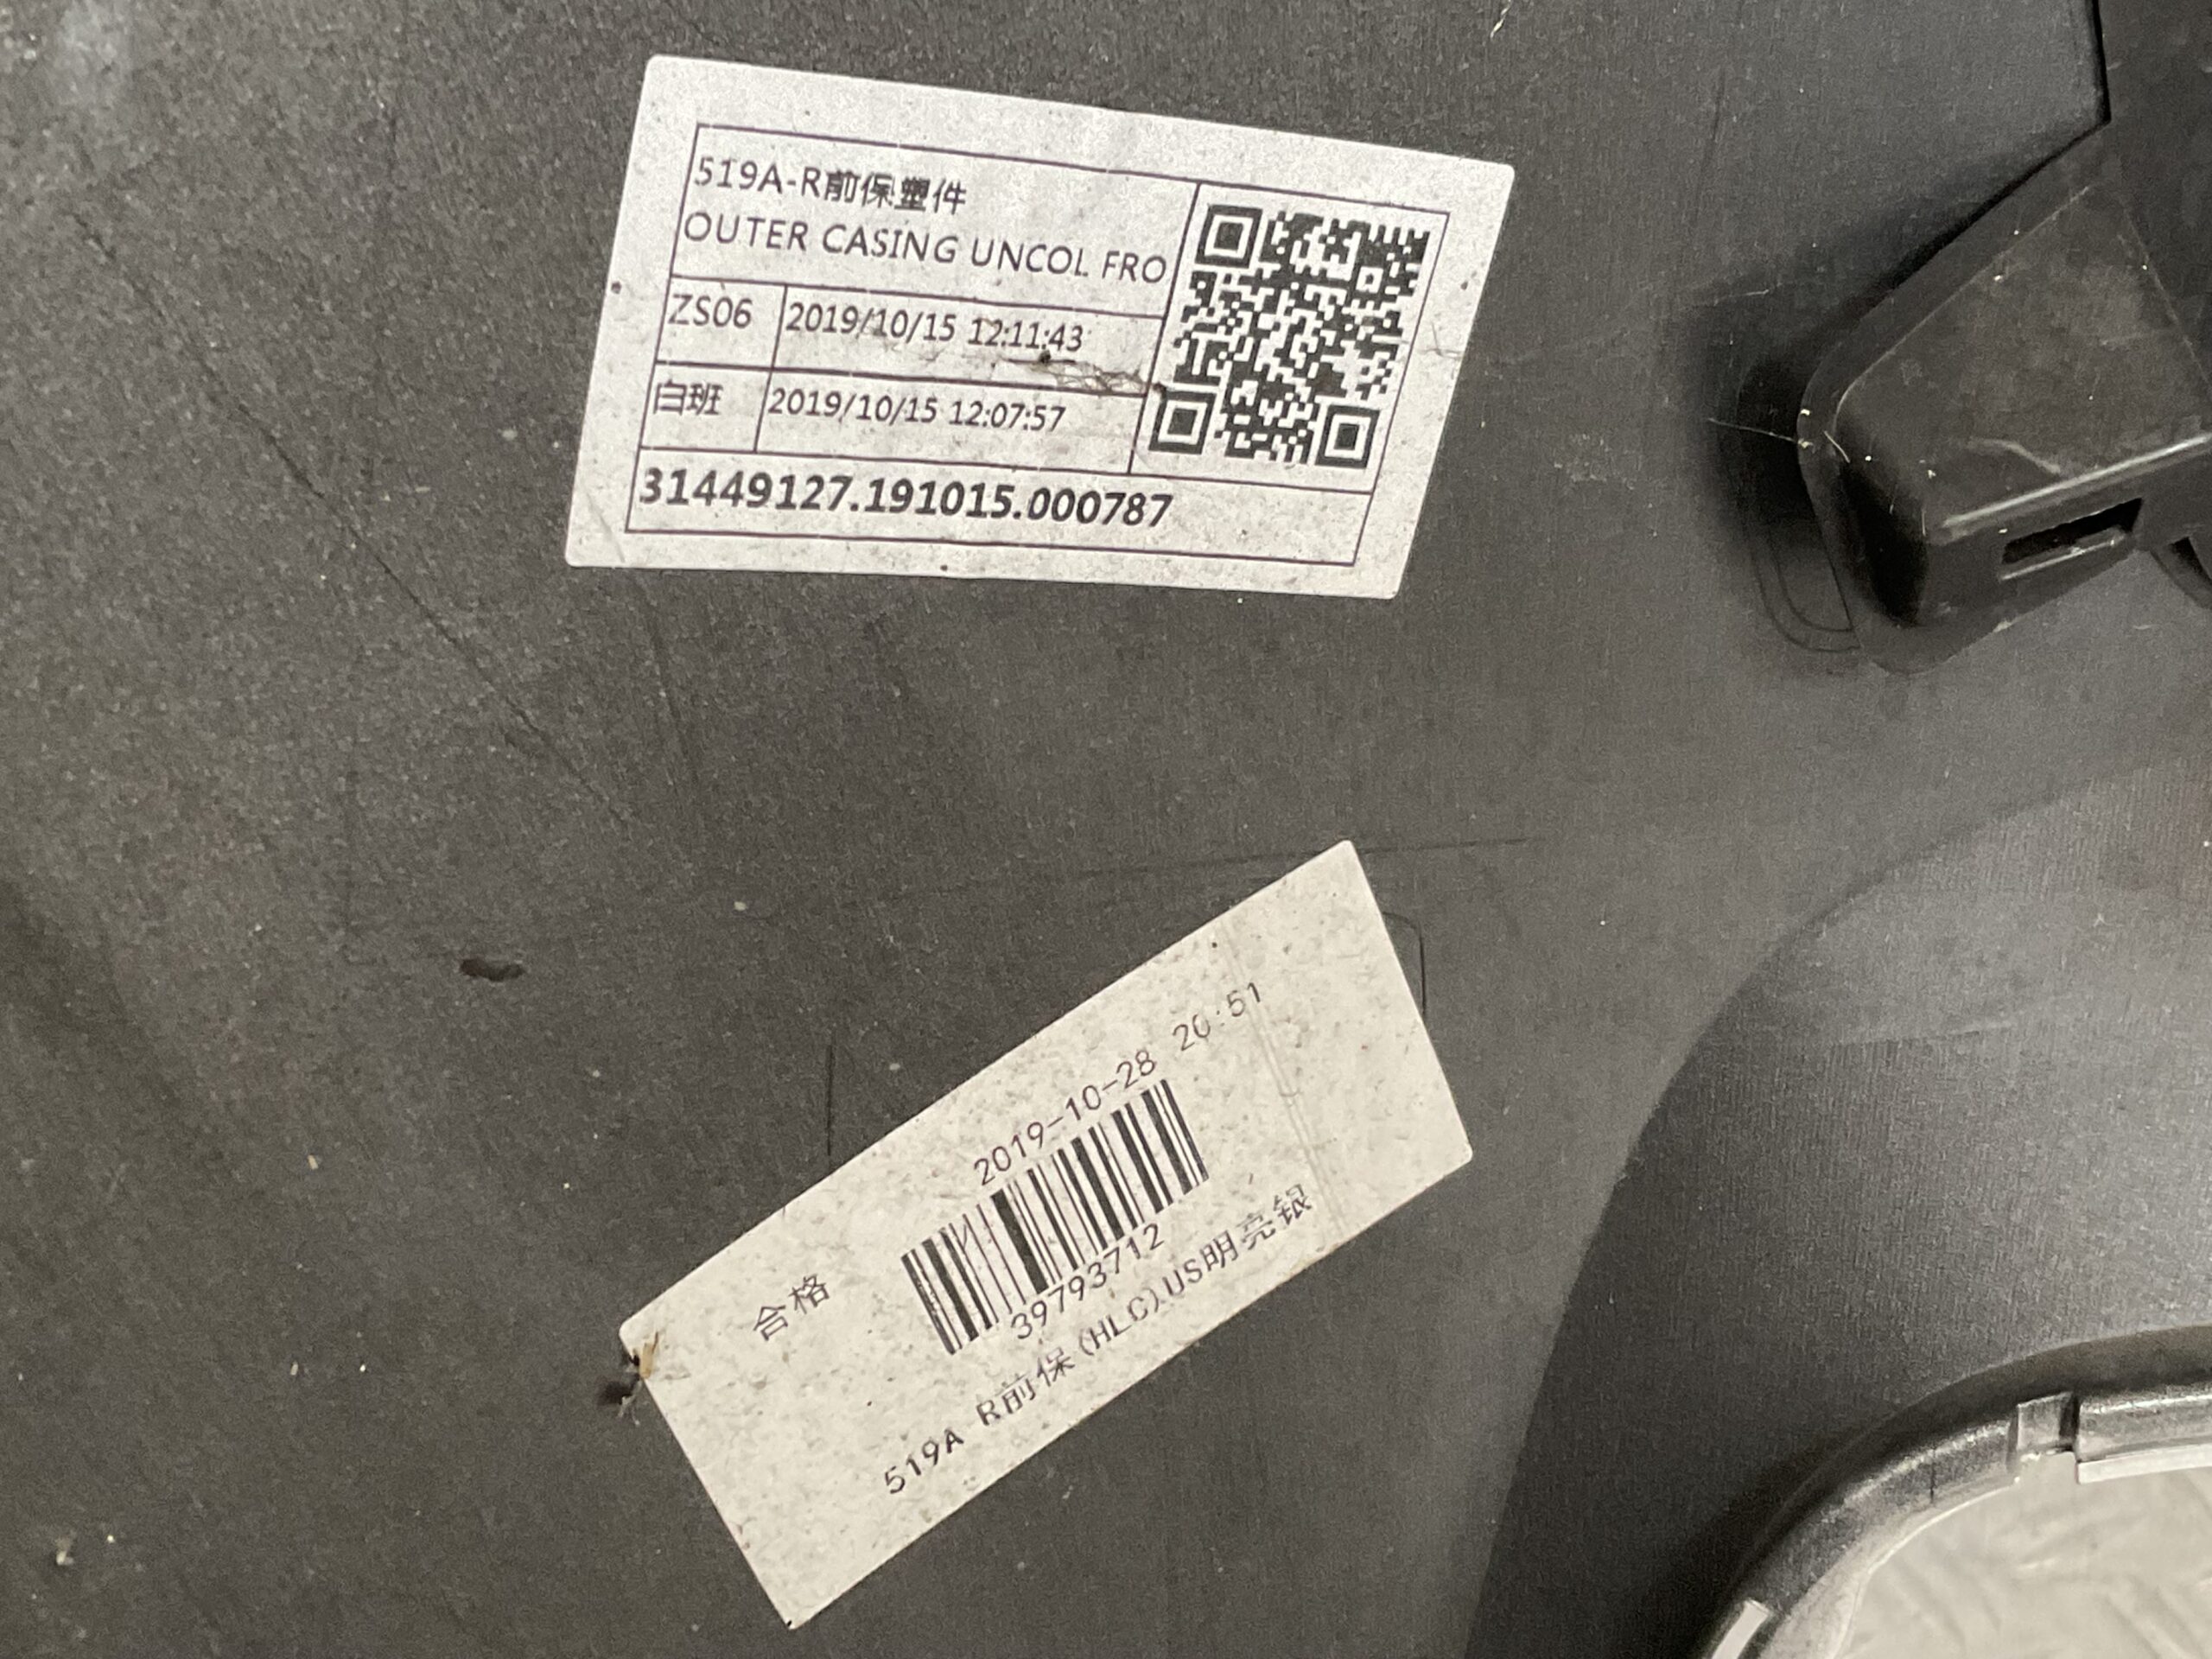 519A-R前保塑件
OUTER CASING UNCOL FRO
ZS06 2019/10/15 12:11:43
白班 2019/10/15 12:07:57
31449127.191015.000787
2019-10-28 20:51
39793712
合格
519A R前保(HLC)US明亮银